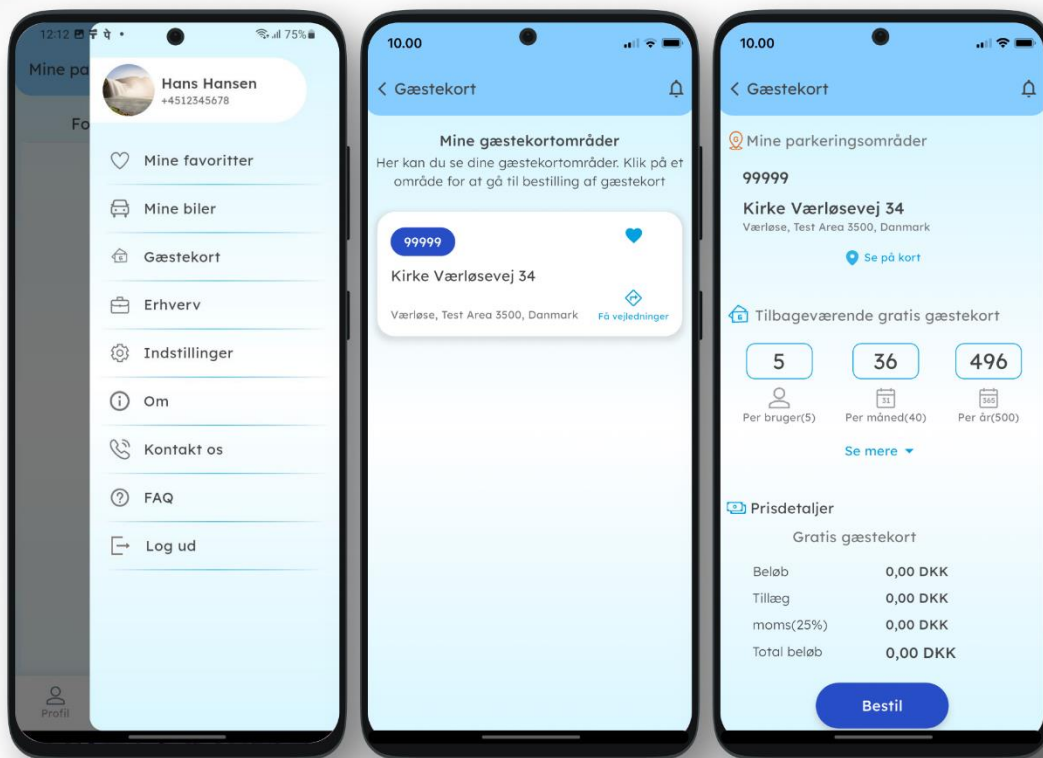 12:12
75%
Mine pa
Hans Hansen
+4512345678
Fo
Mine favoritter
Mine biler
Gæstekort
Erhverv
Indstillinger
Om
Kontakt os
FAQ
Log ud
Profil
10.00
Gæstekort
Mine gæstekortområder
Her kan du se dine gæstekortområder. Klik på et
område for at gå til bestilling af gæstekort
99999
Kirke Værløsevej 34
Værløse, Test Area 3500, Danmark
Få vejledninger
10.00
Gæstekort
Mine parkeringsområder
99999
Kirke Værløsevej 34
Værløse, Test Area 3500, Danmark
Se på kort
Tilbageværende gratis gæstekort
5 36 496
31 365
Per bruger(5) Per måned(40) Per år(500)
Se mere
Prisdetaljer
Gratis gæstekort
Beløb 0,00 DKK
Tillæg 0,00 DKK
moms(25%) 0,00 DKK
Total beløb 0,00 DKK
Bestil